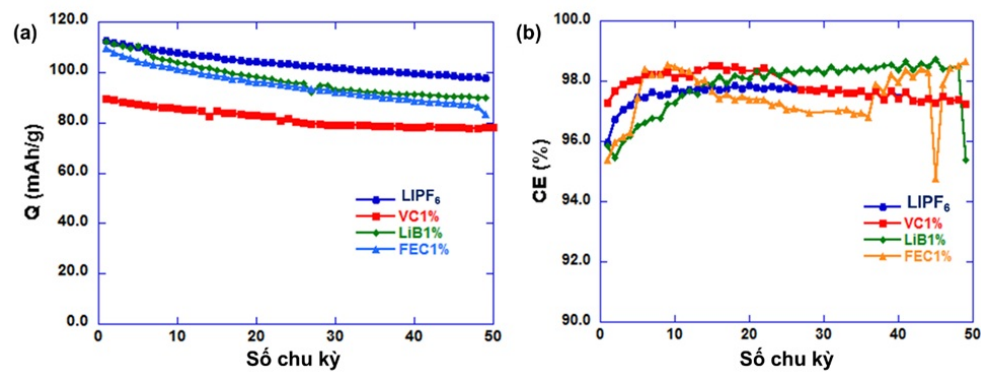 (a)
Q (mAh/g)
120.0
100.0
80.0
60.0
40.0
20.0
0.0
LIPF₆
VC1%
LiB1%
FEC1%
0 10 20 30 40 50
Số chu kỳ
(b)
CE (%)
98.0
98.0
96.0
94.0
92.0
90.0
LIPF₆
VC1%
LiB1%
FEC1%
0 10 20 30 40 50
Số chu kỳ